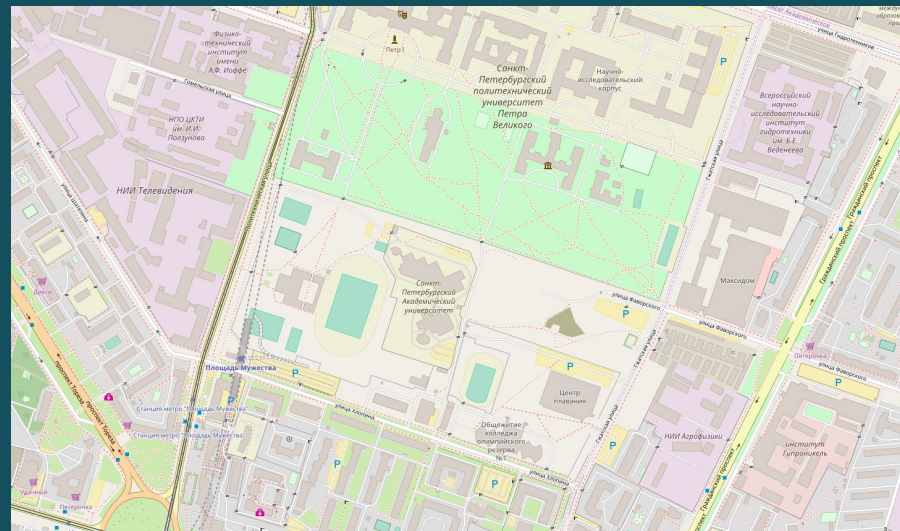 Физико-
технический
институт
имени
А.Ф. Иоффе
Петр I
Санкт-
Петербургский
политехнический
университет
Петра
Великого
Научно-
исследовательский
корпус
улица Гидротехников
Гомельская улица
НПО ЦКТИ
им. И.И.
Ползунова
Всероссийский
научно-
исследовательский
институт
гидротехники
им. Б.Е.
Веденеева
P
Гжатская улица
Гражданский проспект
Гражданский проспект
Политехническая улица
НИИ Телевидения
улица Шателена
Санкт-
Петербургский
Академический
университет
Максидом
Дикси
улица Фаворского
P
улица Фаворского
Гжатская улица
Пятёрочка
улица Фаворского
P
Площадь Мужества
P
P
Центр
плавания
проспект Тореза
проспект Тореза
Станция метро "Площадь Мужества"
P
улица Хлопина
Гжатская улица
Станция метро "Площадь Мужества"
Общежитие
колледжа
олимпийского
резерва
№1
P
НИИ Агрофизики
институт
Гипроникель
P
улица Хлопина
P
Гражданский проспект
Пятёрочка